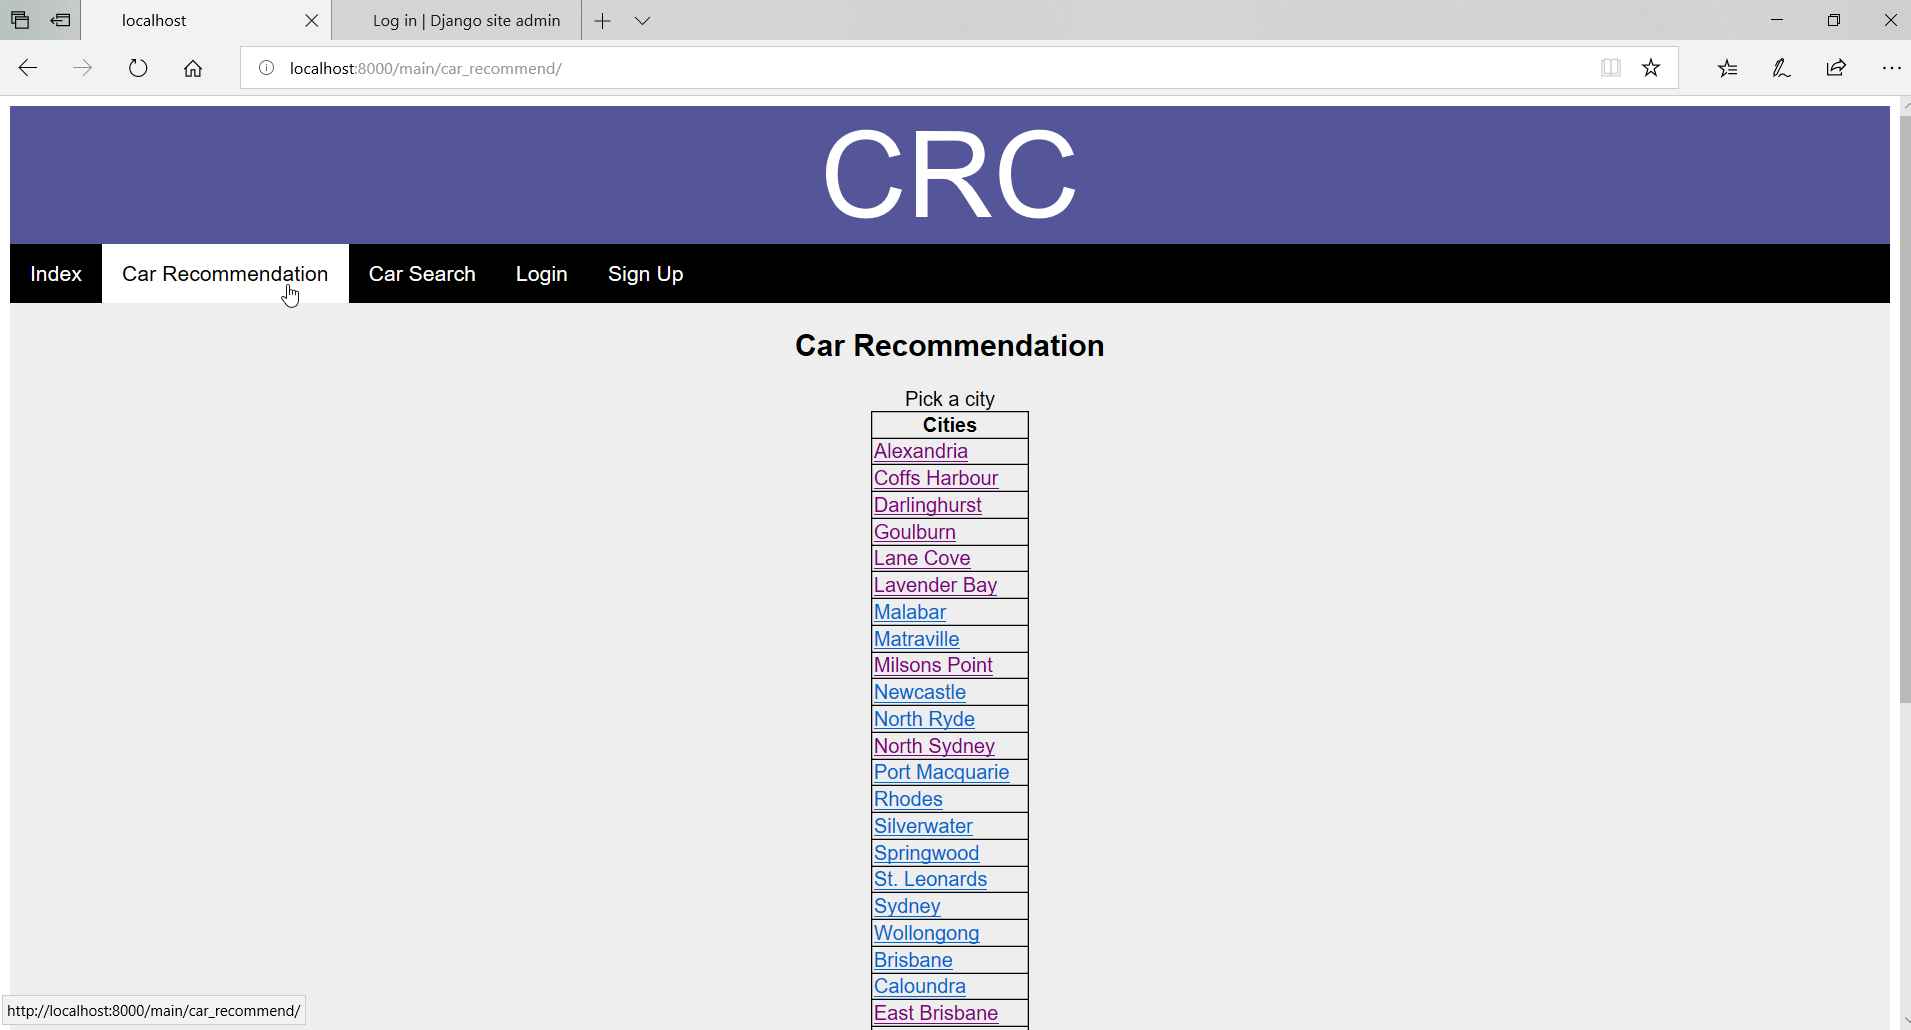 localhost
Log in | Django site admin
localhost:8000/main/car_recommend/
CRC
Index Car Recommendation Car Search Login Sign Up
Car Recommendation
Pick a city
Cities
Alexandria
Coffs Harbour
Darlinghurst
Goulburn
Lane Cove
Lavender Bay
Malabar
Matraville
Milsons Point
Newcastle
North Ryde
North Sydney
Port Macquarie
Rhodes
Silverwater
Springwood
St. Leonards
Sydney
Wollongong
Brisbane
Caloundra
East Brisbane
http://localhost:8000/main/car_recommend/